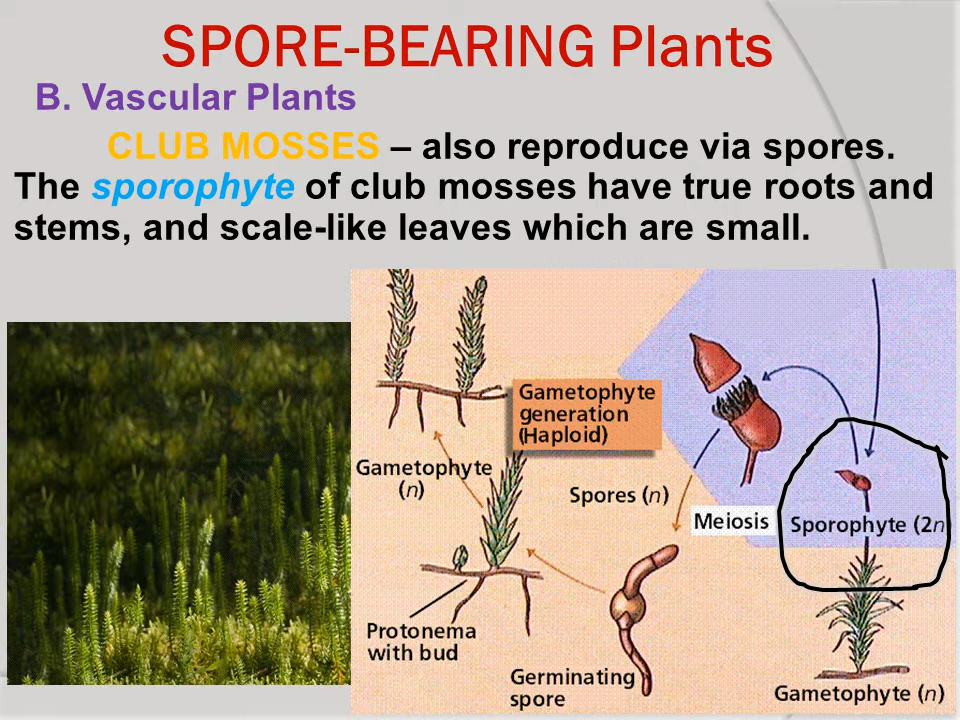 SPORE-BEARING Plants
B. Vascular Plants
CLUB MOSSES – also reproduce via spores.
The sporophyte of club mosses have true roots and
stems, and scale-like leaves which are small.
Gametophyte
generation
(Haploid)
Gametophyte
(n)
Spores (n)
Meiosis
Sporophyte (2n)
Protonema
with bud
Germinating
spore
Gametophyte (n)